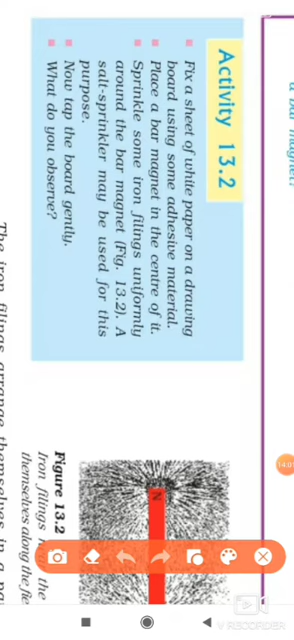 a bar magnet?
Activity 13.2
Fix a sheet of white paper on a drawing
board using some adhesive material.
Place a bar magnet in the centre of it.
Sprinkle some iron filings uniformly
around the bar magnet (Fig. 13.2). A
salt-sprinkler may be used for this
purpose.
Now tap the board gently.
What do you observe?
Figure 13.2
Iron filings the
themselves along the fie
The iron filings arrange themselves in a pa
N
14:01
V RECORDER